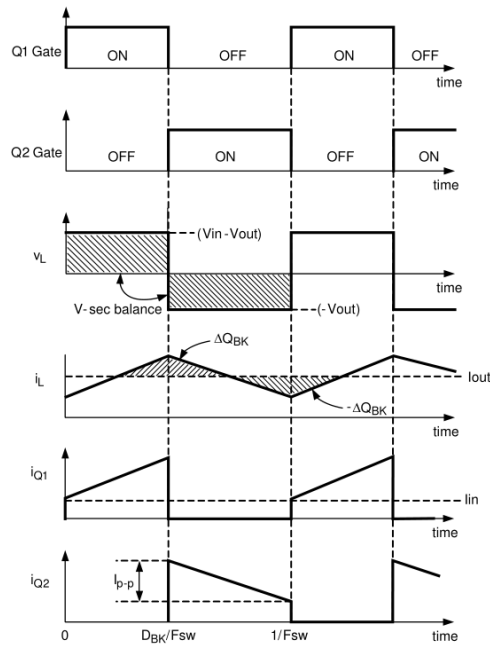 Q1 Gate
ON
OFF
ON
OFF
time
Q2 Gate
OFF
ON
OFF
ON
time
(Vin-Vout)
vL
time
V-sec balance
(-Vout)
ΔQBK
iL
Iout
-ΔQBK
time
iQ1
Iin
time
iQ2
Ip-p
0
DBK/Fsw
1/Fsw
time